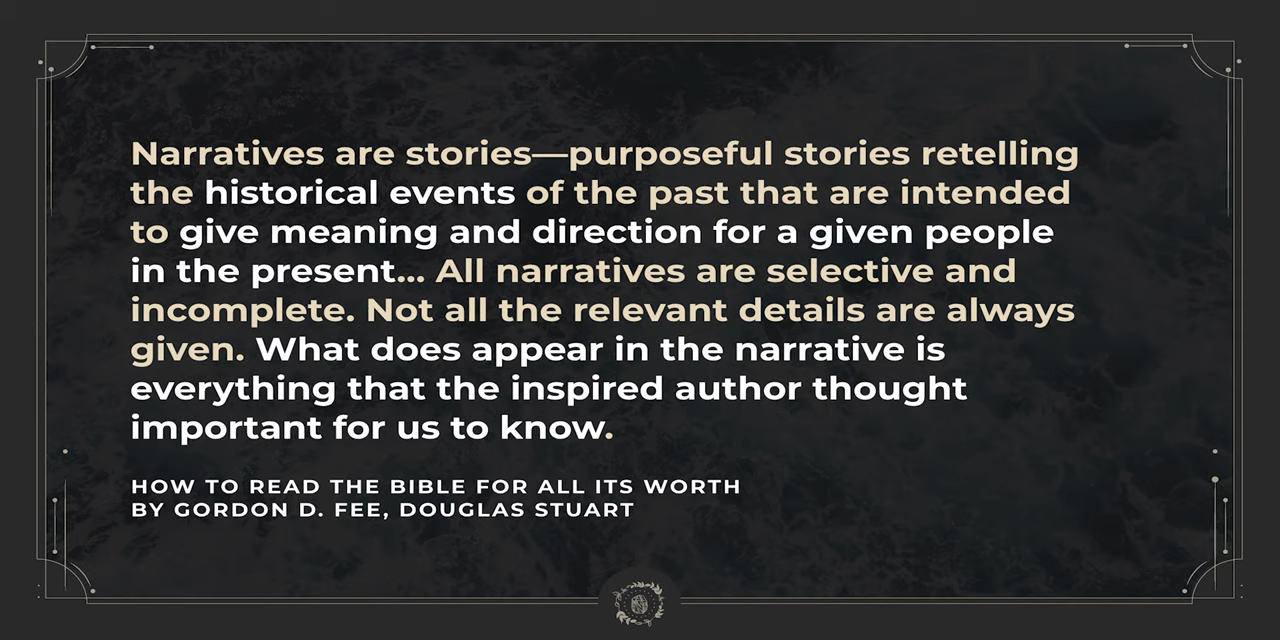 Narratives are stories—purposeful stories retelling
the historical events of the past that are intended
to give meaning and direction for a given people
in the present... All narratives are selective and
incomplete. Not all the relevant details are always
given. What does appear in the narrative is
everything that the inspired author thought
important for us to know.
HOW TO READ THE BIBLE FOR ALL ITS WORTH
BY GORDON D. FEE, DOUGLAS STUART